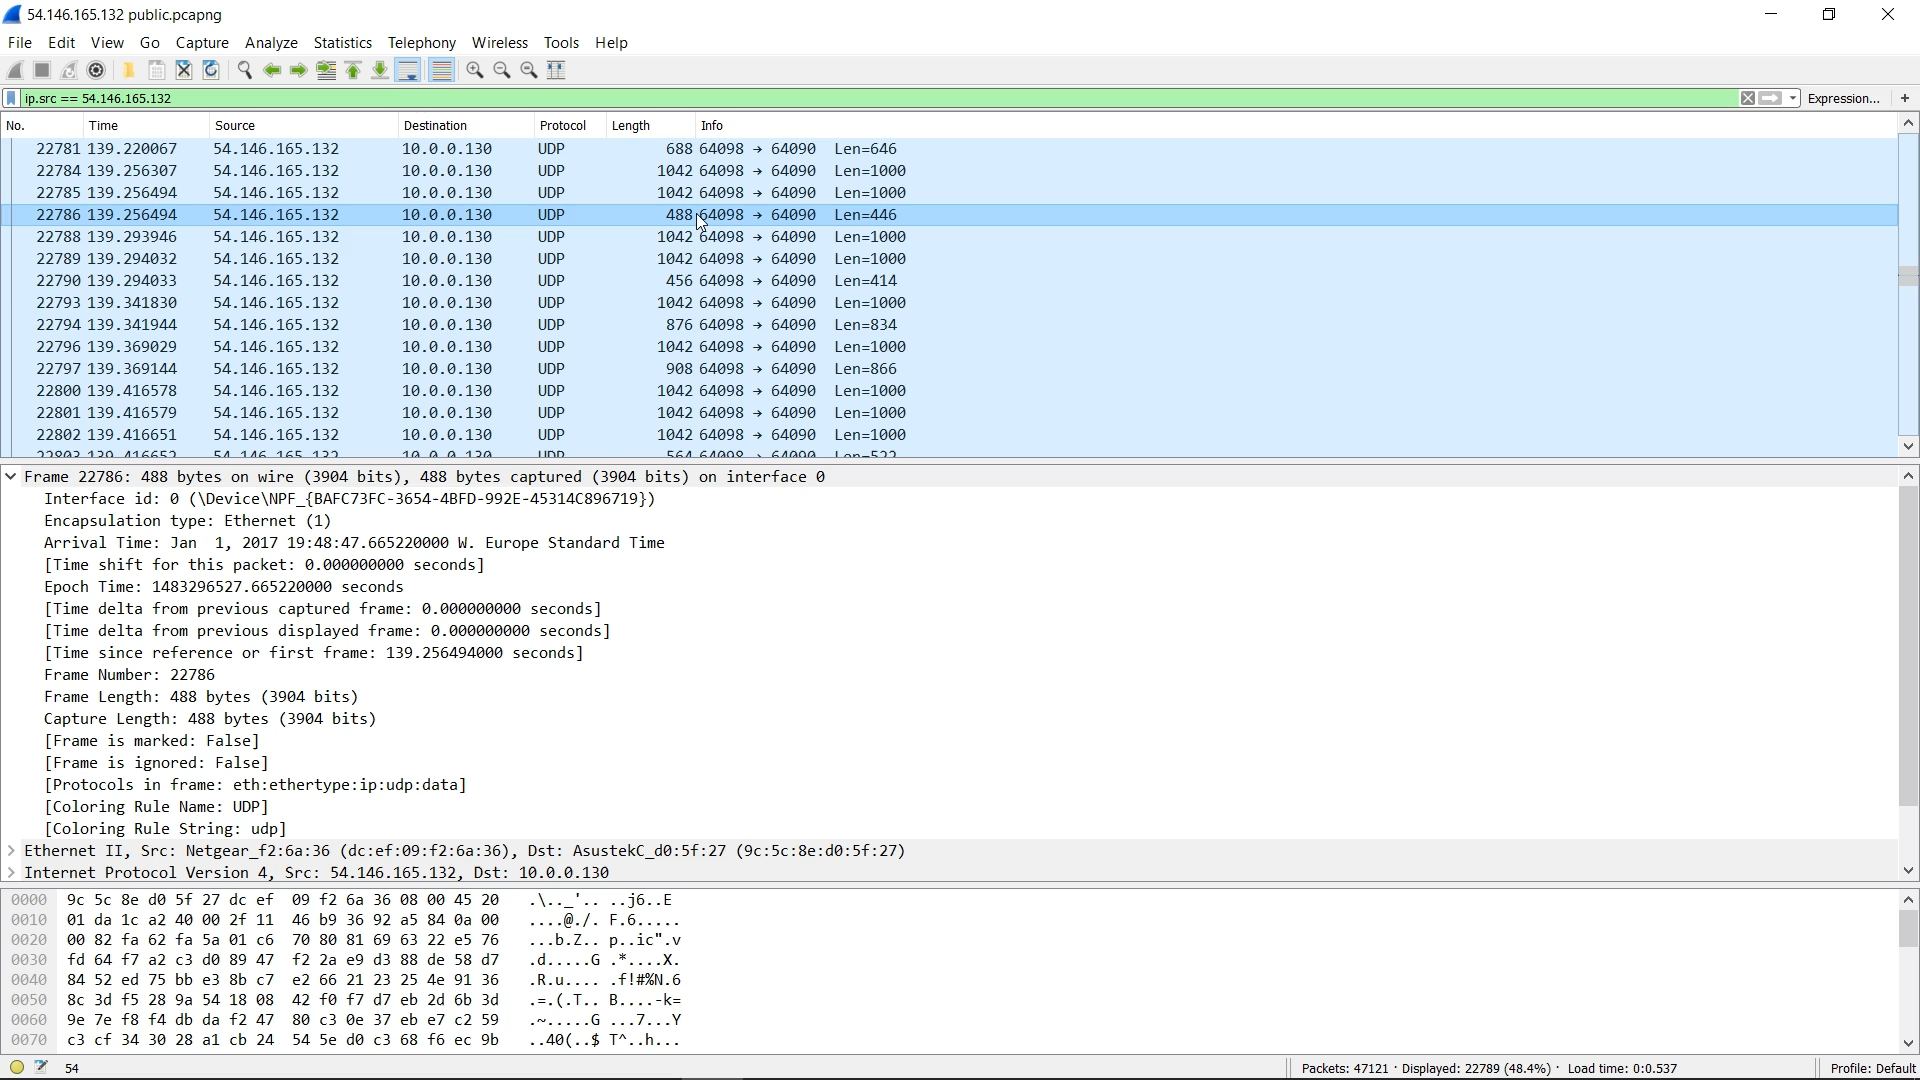 54.146.165.132 public.pcapng
File Edit View Go Capture Analyze Statistics Telephony Wireless Tools Help
ip.src == 54.146.165.132 Expression... +
No. Time Source Destination Protocol Length Info
22781 139.220067 54.146.165.132 10.0.0.130 UDP 688 64098 → 64090 Len=646
22784 139.256307 54.146.165.132 10.0.0.130 UDP 1042 64098 → 64090 Len=1000
22785 139.256494 54.146.165.132 10.0.0.130 UDP 1042 64098 → 64090 Len=1000
22786 139.256494 54.146.165.132 10.0.0.130 UDP 488 64098 → 64090 Len=446
22788 139.293946 54.146.165.132 10.0.0.130 UDP 1042 64098 → 64090 Len=1000
22789 139.294032 54.146.165.132 10.0.0.130 UDP 1042 64098 → 64090 Len=1000
22790 139.294033 54.146.165.132 10.0.0.130 UDP 456 64098 → 64090 Len=414
22793 139.341830 54.146.165.132 10.0.0.130 UDP 1042 64098 → 64090 Len=1000
22794 139.341944 54.146.165.132 10.0.0.130 UDP 876 64098 → 64090 Len=834
22796 139.369029 54.146.165.132 10.0.0.130 UDP 1042 64098 → 64090 Len=1000
22797 139.369144 54.146.165.132 10.0.0.130 UDP 908 64098 → 64090 Len=866
22800 139.416578 54.146.165.132 10.0.0.130 UDP 1042 64098 → 64090 Len=1000
22801 139.416579 54.146.165.132 10.0.0.130 UDP 1042 64098 → 64090 Len=1000
22802 139.416651 54.146.165.132 10.0.0.130 UDP 1042 64098 → 64090 Len=1000
22803 139.416652 54.146.165.132 10.0.0.130 UDP 564 64098 → 64090 Len=522
Frame 22786: 488 bytes on wire (3904 bits), 488 bytes captured (3904 bits) on interface 0
Interface id: 0 (\Device\NPF_{BAFC73FC-3654-4BFD-992E-45314C896719})
Encapsulation type: Ethernet (1)
Arrival Time: Jan 1, 2017 19:48:47.665220000 W. Europe Standard Time
[Time shift for this packet: 0.000000000 seconds]
Epoch Time: 1483296527.665220000 seconds
[Time delta from previous captured frame: 0.000000000 seconds]
[Time delta from previous displayed frame: 0.000000000 seconds]
[Time since reference or first frame: 139.256494000 seconds]
Frame Number: 22786
Frame Length: 488 bytes (3904 bits)
Capture Length: 488 bytes (3904 bits)
[Frame is marked: False]
[Frame is ignored: False]
[Protocols in frame: eth:ethertype:ip:udp:data]
[Coloring Rule Name: UDP]
[Coloring Rule String: udp]
Ethernet II, Src: Netgear_f2:6a:36 (dc:ef:09:f2:6a:36), Dst: AsustekC_d0:5f:27 (9c:5c:8e:d0:5f:27)
Internet Protocol Version 4, Src: 54.146.165.132, Dst: 10.0.0.130
0000 9c 5c 8e d0 5f 27 dc ef 09 f2 6a 36 08 00 45 20 .\.._'.. ..j6..E
0010 01 da 1c a2 40 00 2f 11 46 b9 36 92 a5 84 0a 00 ....@./. F.6.....
0020 00 82 fa 62 fa 5a 01 c6 70 80 81 69 63 22 e5 76 ...b.Z.. p..ic".v
0030 fd 64 f7 a2 c3 d0 89 47 f2 2a e9 d3 88 de 58 d7 .d.....G .*....X.
0040 84 52 ed 75 bb e3 8b c7 e2 66 21 23 25 4e 91 36 .R.u.... .f!#%N.6
0050 8c 3d f5 28 9a 54 18 08 42 f0 f7 d7 eb 2d 6b 3d .=.(.T.. B....-k=
0060 9e 7e f8 f4 db da f2 47 80 c3 0e 37 eb e7 c2 59 .~.....G ...7...Y
0070 c3 cf 34 30 28 a1 cb 24 54 5e d0 c3 68 f6 ec 9b ..40(..$ T^..h...
54 Packets: 47121 · Displayed: 22789 (48.4%) · Load time: 0:0.537 Profile: Default